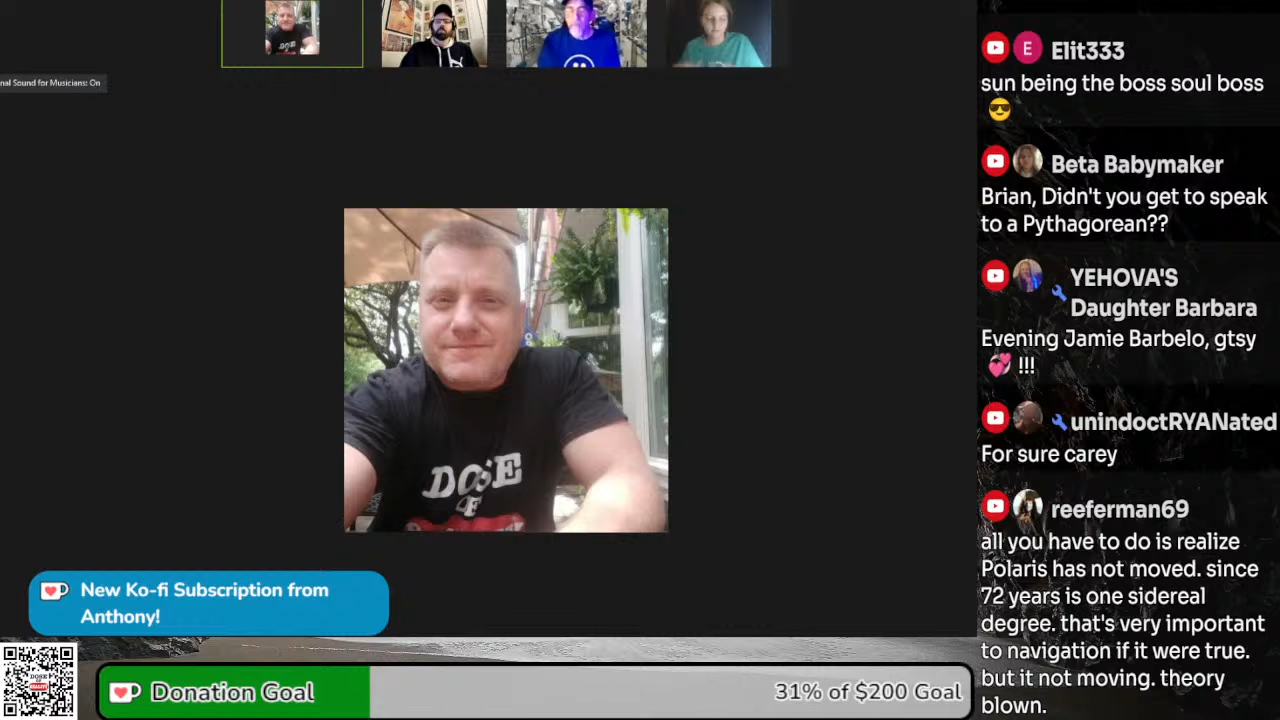 nal Sound for Musicians: On
DOSE
OF
New Ko-fi Subscription from
Anthony!
DOSE
OF
Donation Goal
31% of $200 Goal
E
Elit333
sun being the boss soul boss
😎
Beta Babymaker
Brian, Didn't you get to speak
to a Pythagorean??
YEHOVA'S
Daughter Barbara
Evening Jamie Barbelo, gtsy
💞 !!!
unindoctRYANated
For sure carey
reeferman69
all you have to do is realize
Polaris has not moved. since
72 years is one sidereal
degree. that's very important
to navigation if it were true.
but it not moving. theory
blown.